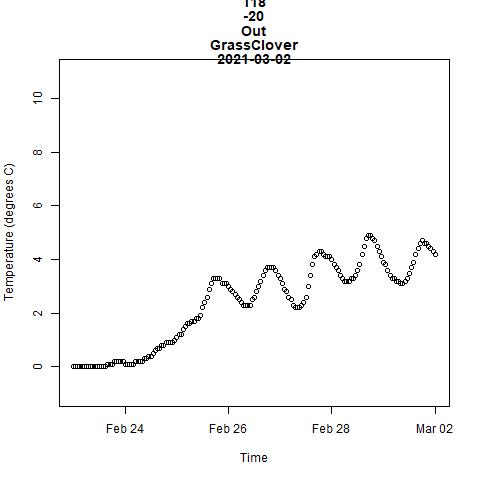 T18
-20
Out
GrassClover
2021-03-02
10
8
6
4
2
0
Temperature (degrees C)
Feb 24
Feb 26
Feb 28
Mar 02
Time